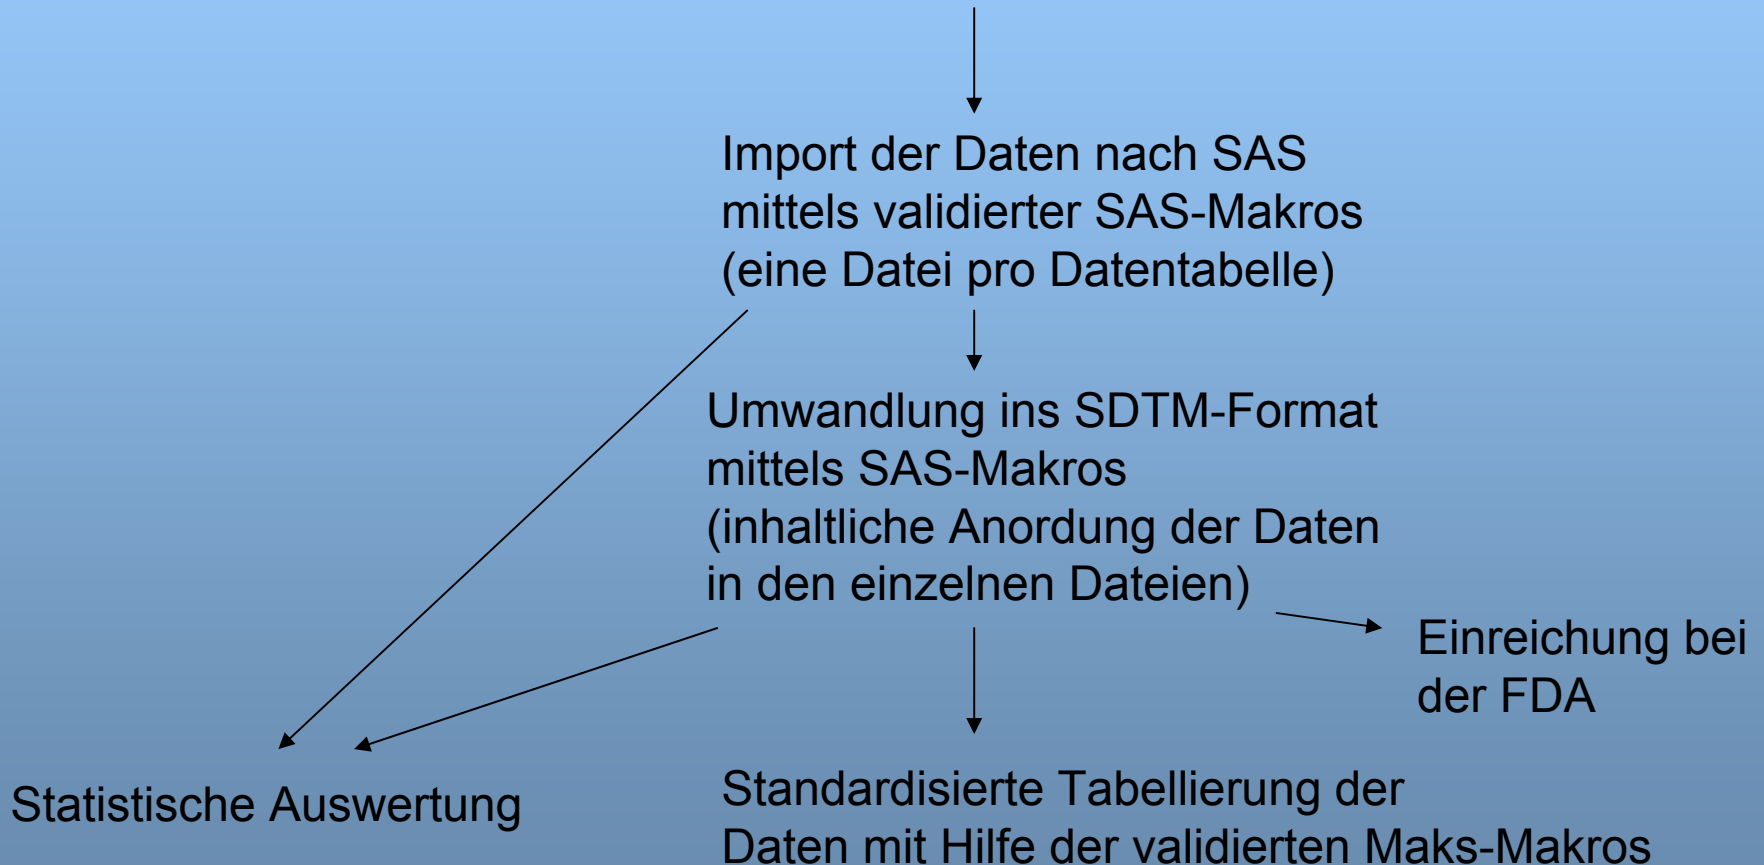 Import der Daten nach SAS
mittels validierter SAS-Makros
(eine Datei pro Datentabelle)
Umwandlung ins SDTM-Format
mittels SAS-Makros
(inhaltliche Anordung der Daten
in den einzelnen Dateien)
Einreichung bei
der FDA
Statistische Auswertung
Standardisierte Tabellierung der
Daten mit Hilfe der validierten Maks-Makros